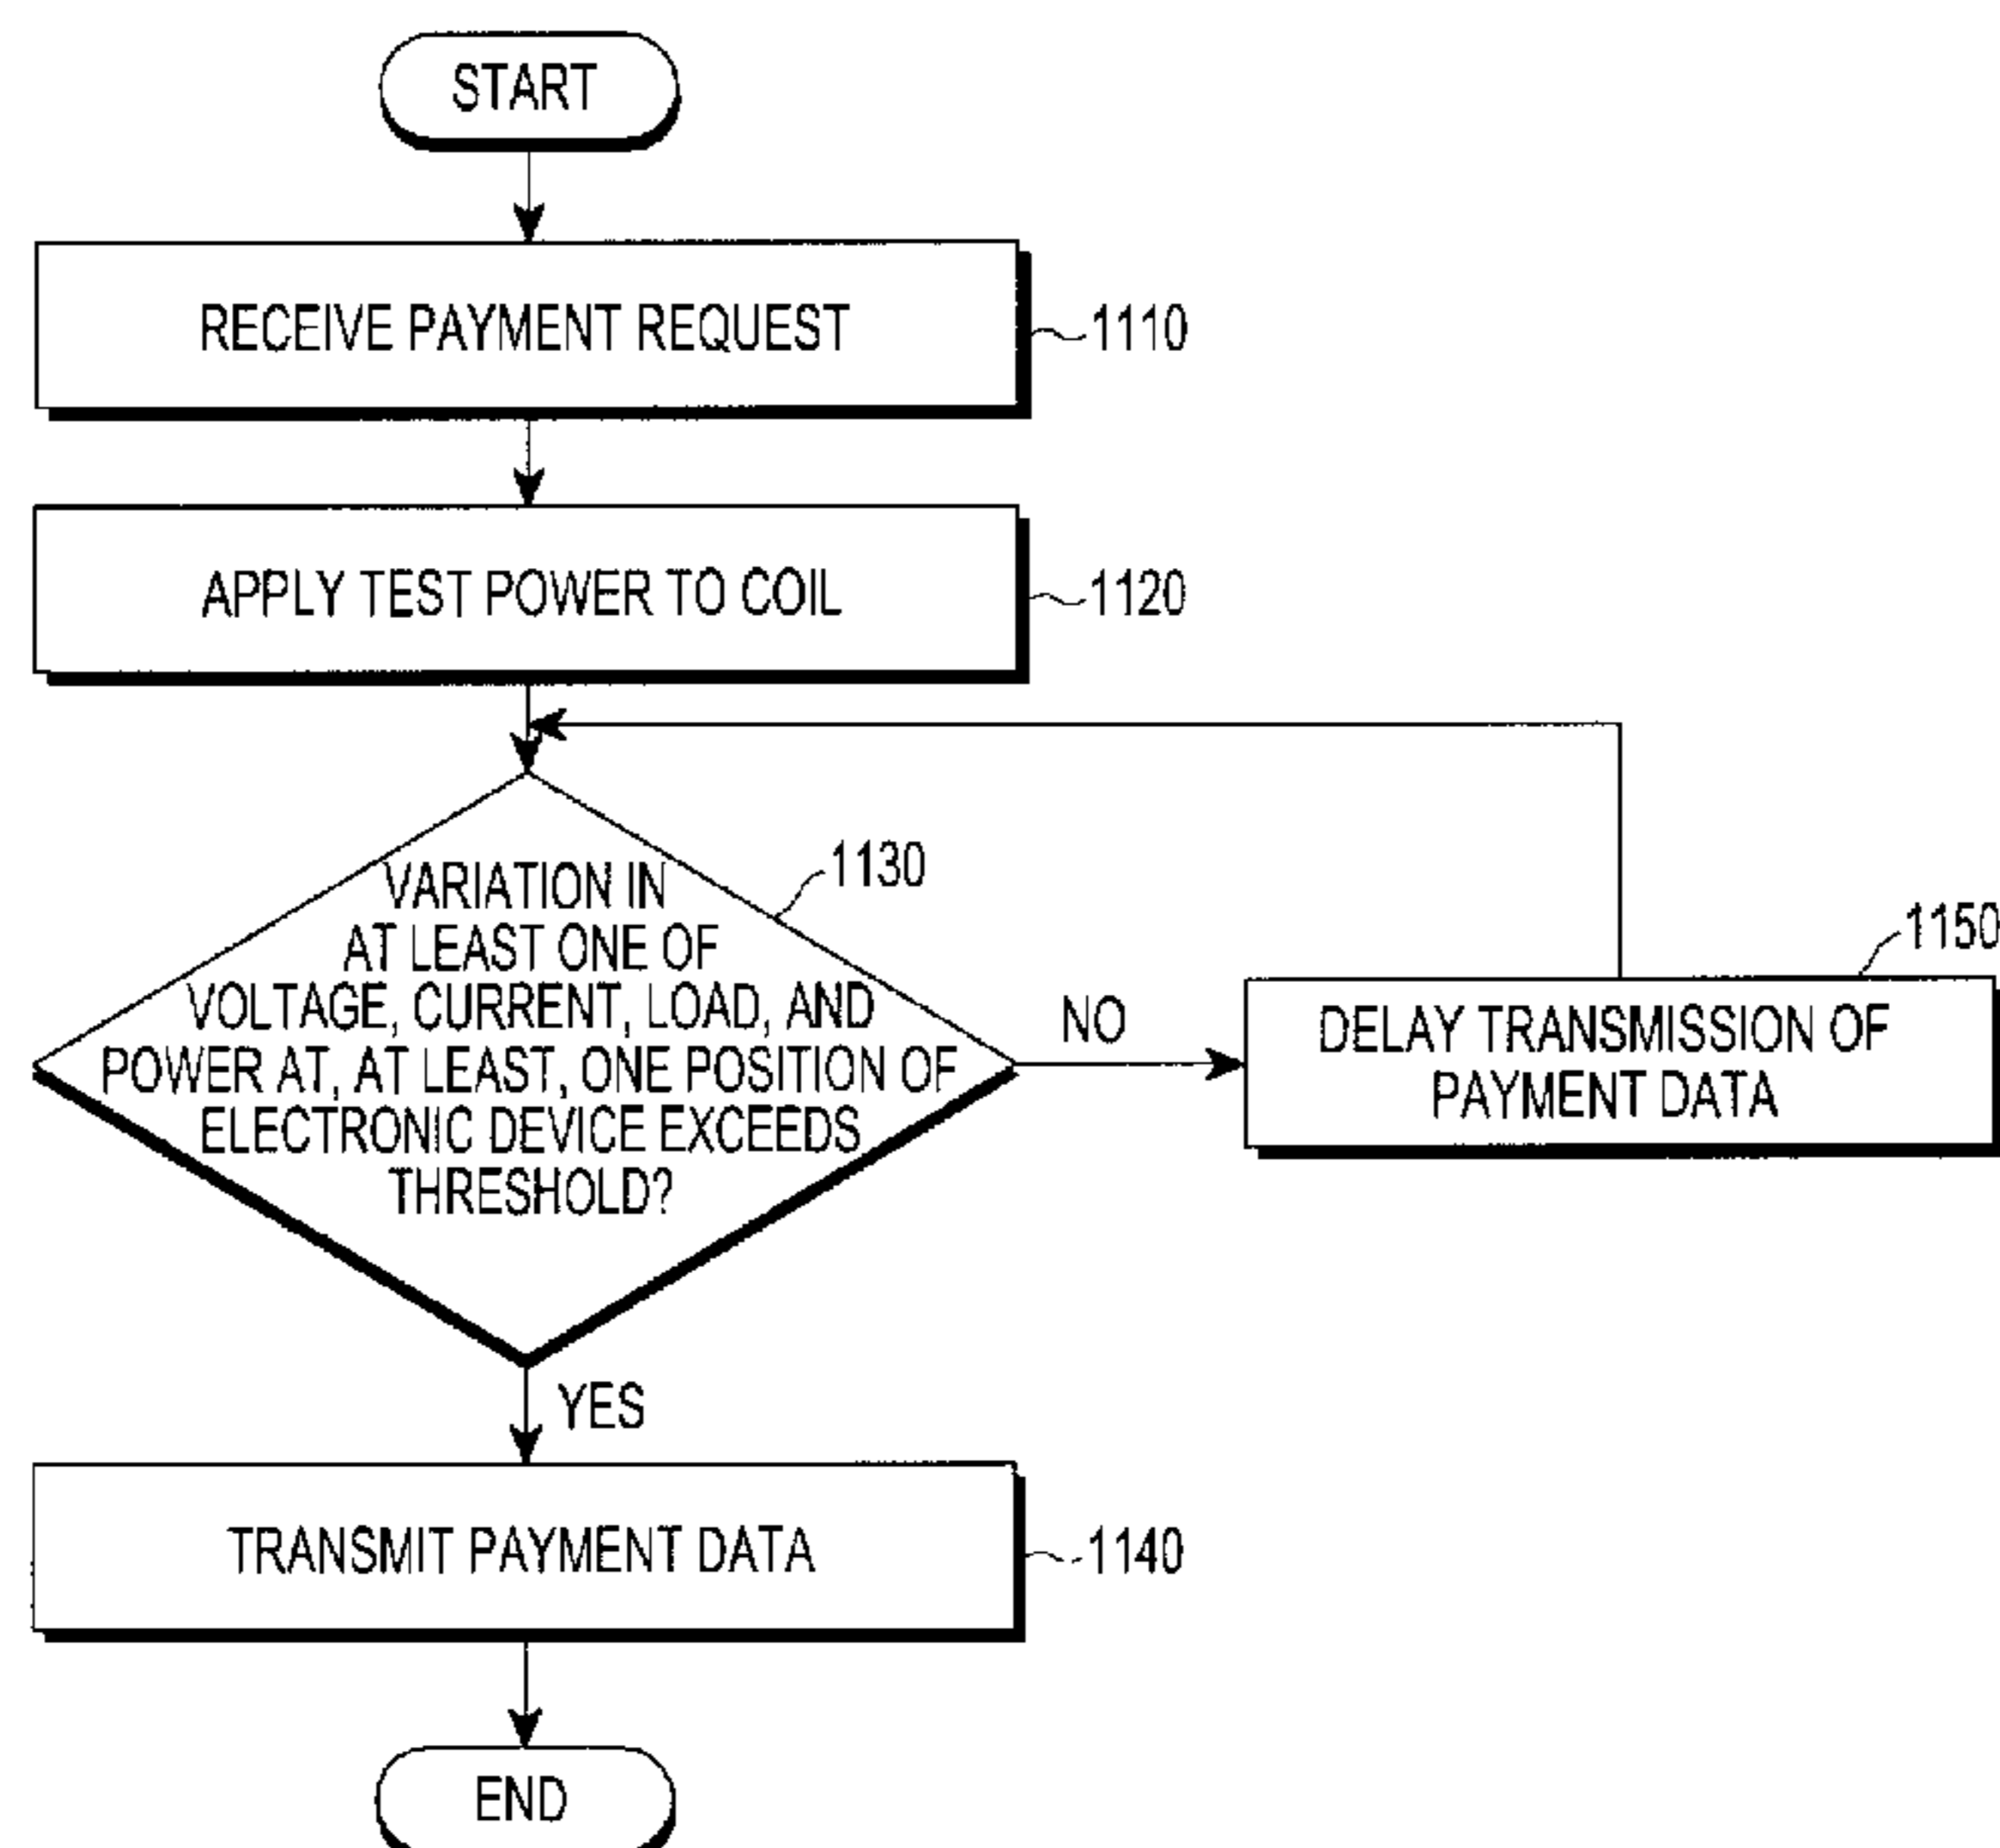 START
RECEIVE PAYMENT REQUEST
1110
APPLY TEST POWER TO COIL
1120
VARIATION IN
AT LEAST ONE OF
VOLTAGE, CURRENT, LOAD, AND
POWER AT, AT LEAST, ONE POSITION OF
ELECTRONIC DEVICE EXCEEDS
THRESHOLD?
1130
NO
1150
DELAY TRANSMISSION OF
PAYMENT DATA
YES
TRANSMIT PAYMENT DATA
1140
END